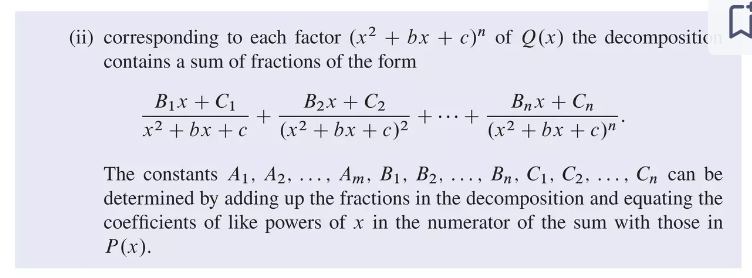 (ii) corresponding to each factor (x² + bx + c)ⁿ of Q(x) the decomposition
contains a sum of fractions of the form
(B₁x + C₁)/(x² + bx + c) + (B₂x + C₂)/(x² + bx + c)² + ··· + (Bₙx + Cₙ)/(x² + bx + c)ⁿ.
The constants A₁, A₂, ..., Aₘ, B₁, B₂, ..., Bₙ, C₁, C₂, ..., Cₙ can be
determined by adding up the fractions in the decomposition and equating the
coefficients of like powers of x in the numerator of the sum with those in
P(x).